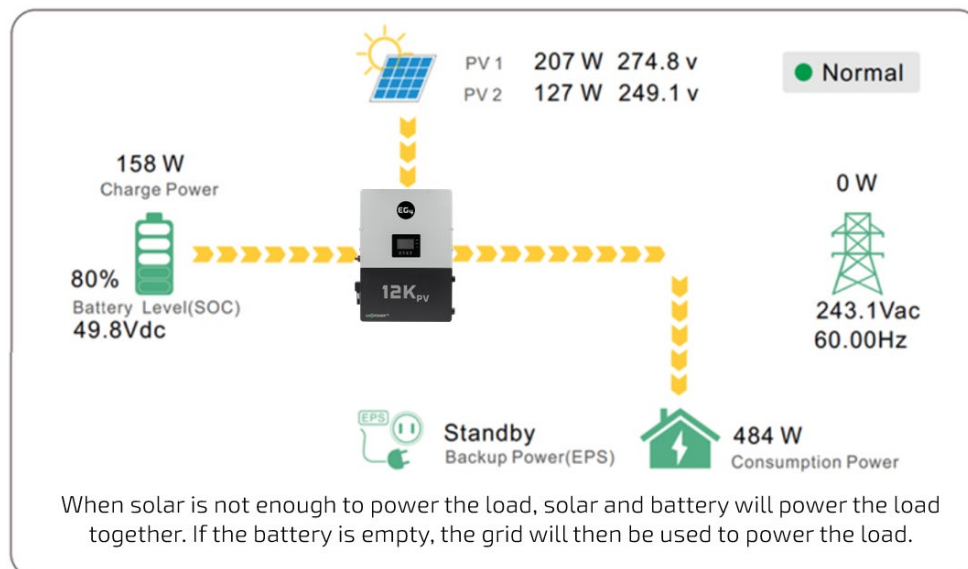 PV 1 207 W 274.8 v
PV 2 127 W 249.1 v
Normal
158 W
Charge Power
0 W
EG4
80%
Battery Level(SOC)
49.8Vdc
12K PV
243.1Vac
60.00Hz
EPS
Standby
Backup Power(EPS)
484 W
Consumption Power
When solar is not enough to power the load, solar and battery will power the load
together. If the battery is empty, the grid will then be used to power the load.